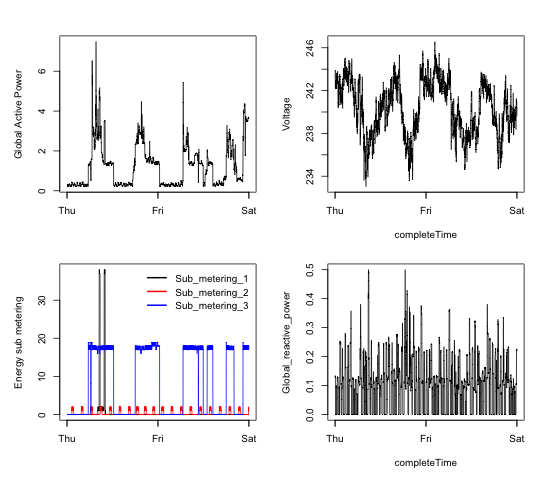 Global Active Power
6
4
2
0
Thu
Fri
Sat
Voltage
246
242
238
234
Thu
Fri
Sat
completeTime
Energy sub metering
30
20
10
0
Sub_metering_1
Sub_metering_2
Sub_metering_3
Thu
Fri
Sat
Global_reactive_power
0.5
0.4
0.3
0.2
0.1
0.0
Thu
Fri
Sat
completeTime